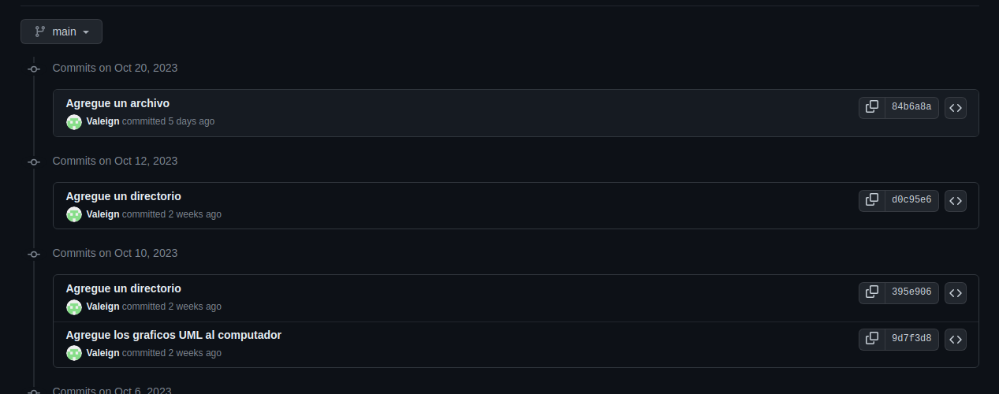 main
Commits on Oct 20, 2023
Agregue un archivo
84b6a8a
Valeign committed 5 days ago
Commits on Oct 12, 2023
Agregue un directorio
d0c95e6
Valeign committed 2 weeks ago
Commits on Oct 10, 2023
Agregue un directorio
395e906
Valeign committed 2 weeks ago
Agregue los graficos UML al computador
9d7f3d8
Valeign committed 2 weeks ago
Commits on Oct 6, 2023